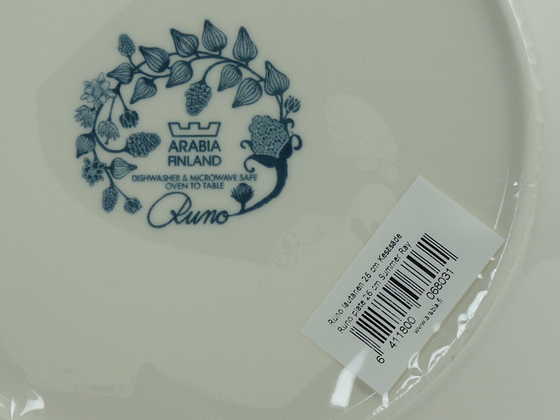 ARABIA
FINLAND
DISHWASHER & MICROWAVE SAFE
OVEN TO TABLE
Runo
Runo lautanen 26 cm Kesäsäde
Runo plate 26 cm Summer Ray
6 411800 068031
www.arabia.fi